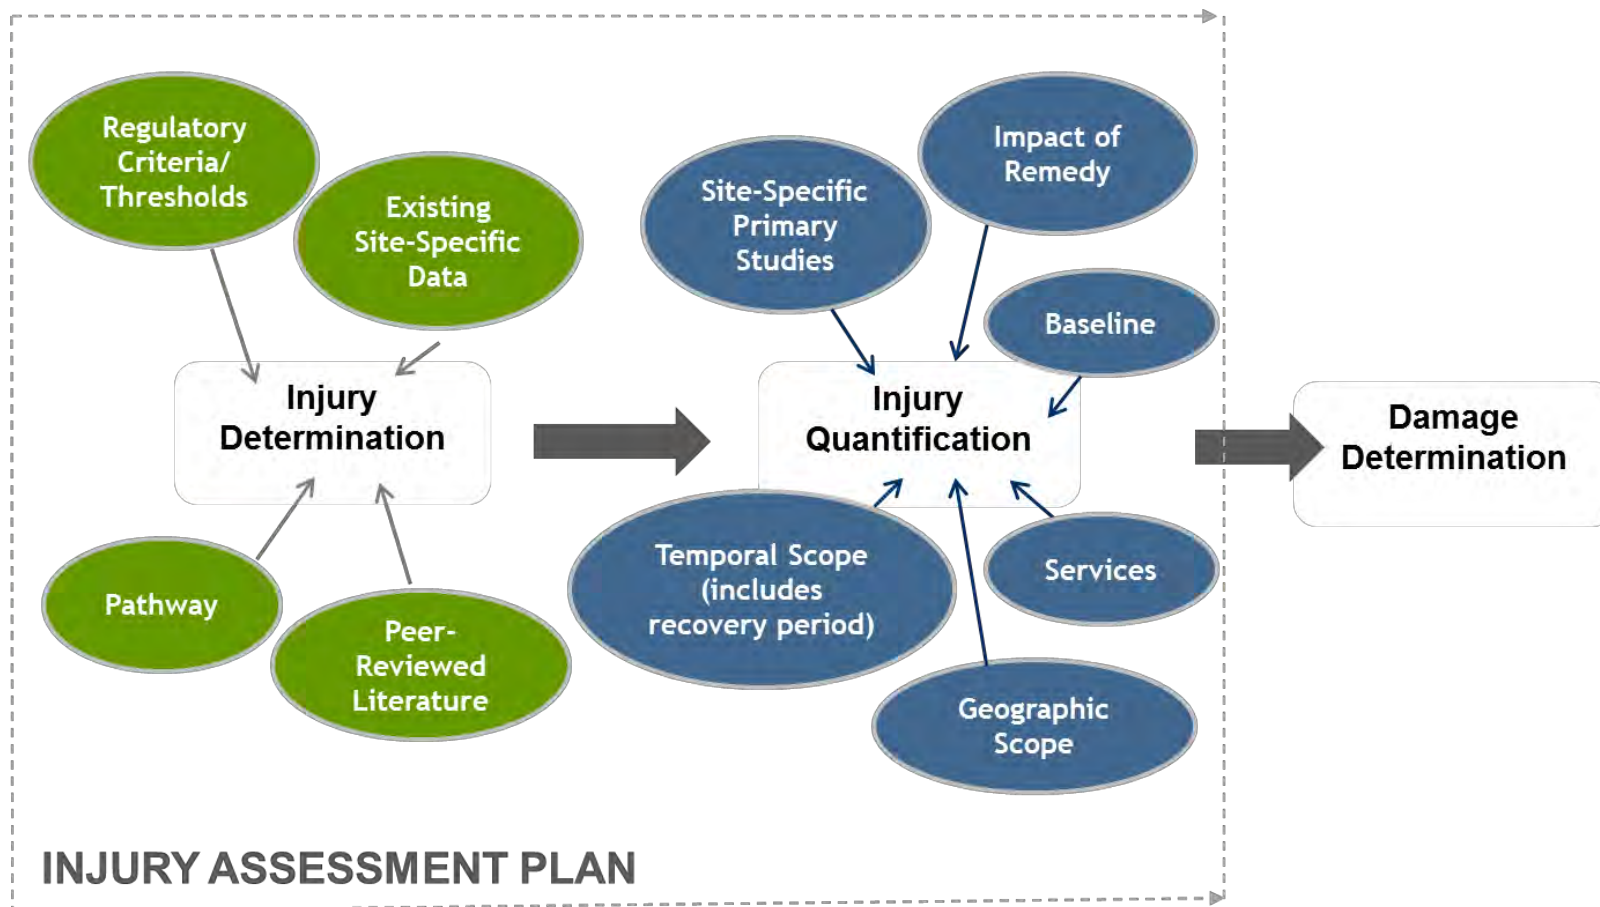 Regulatory
Criteria/
Thresholds
Existing
Site-Specific
Data
Injury
Determination
Pathway
Peer-
Reviewed
Literature
Site-Specific
Primary
Studies
Impact of
Remedy
Baseline
Injury
Quantification
Temporal Scope
(includes
recovery period)
Services
Geographic
Scope
Damage
Determination
INJURY ASSESSMENT PLAN